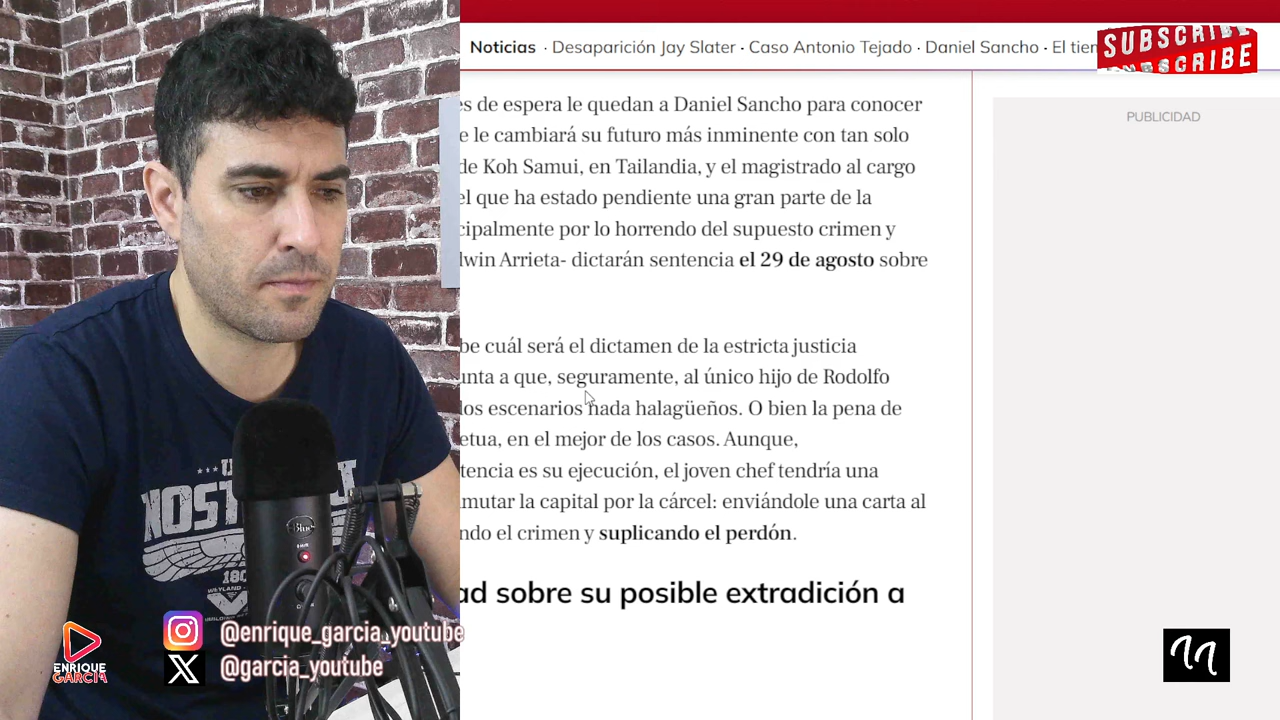 Noticias · Desaparición Jay Slater · Caso Antonio Tejado · Daniel Sancho · El
SUBSCRIBE
PUBLICIDAD
es de espera le quedan a Daniel Sancho para conocer
e le cambiará su futuro más inminente con tan solo
de Koh Samui, en Tailandia, y el magistrado al cargo
el que ha estado pendiente una gran parte de la
cipalmente por lo horrendo del supuesto crimen y
dwin Arrieta- dictarán sentencia el 29 de agosto sobre
be cuál será el dictamen de la estricta justicia
unta a que, seguramente, al único hijo de Rodolfo
los escenarios nada halagüeños. O bien la pena de
etua, en el mejor de los casos. Aunque,
tencia es su ejecución, el joven chef tendría una
mutar la capital por la cárcel: enviándole una carta al
ndo el crimen y suplicando el perdón.
ad sobre su posible extradición a
Blue
@enrique_garcia_youtube
@garcia_youtube
ENRIQUE
GARCIA